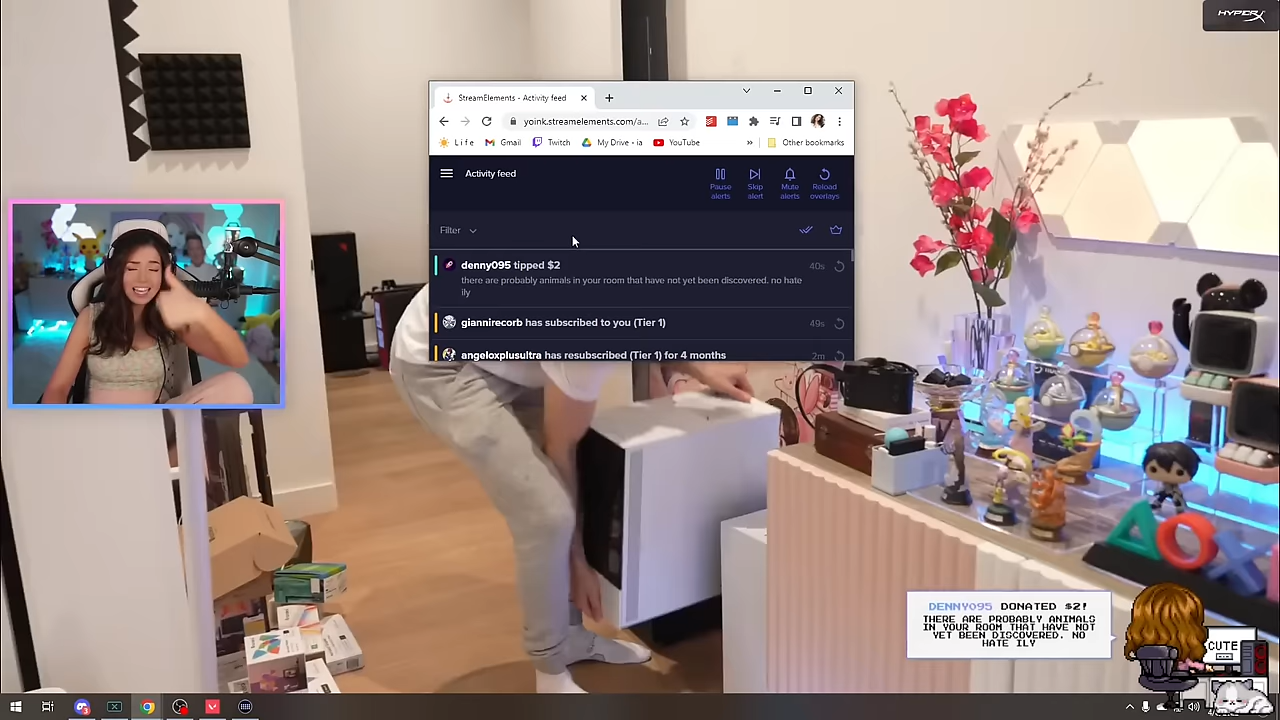 HYPERX
StreamElements - Activity feed
yoink.streamelements.com/a...
L i f e
Gmail
Twitch
My Drive - ia
YouTube
»
Other bookmarks
Activity feed
Pause
alerts
Skip
alert
Mute
alerts
Reload
overlays
Filter
denny095 tipped $2
40s
there are probably animals in your room that have not yet been discovered. no hate
ily
giannirecorb has subscribed to you (Tier 1)
49s
angeloxplusultra has resubscribed (Tier 1) for 4 months
2m
DENNY095 DONATED $2!
THERE ARE PROBABLY ANIMALS
IN YOUR ROOM THAT HAVE NOT
YET BEEN DISCOVERED. NO
HATE ILY
CUTE